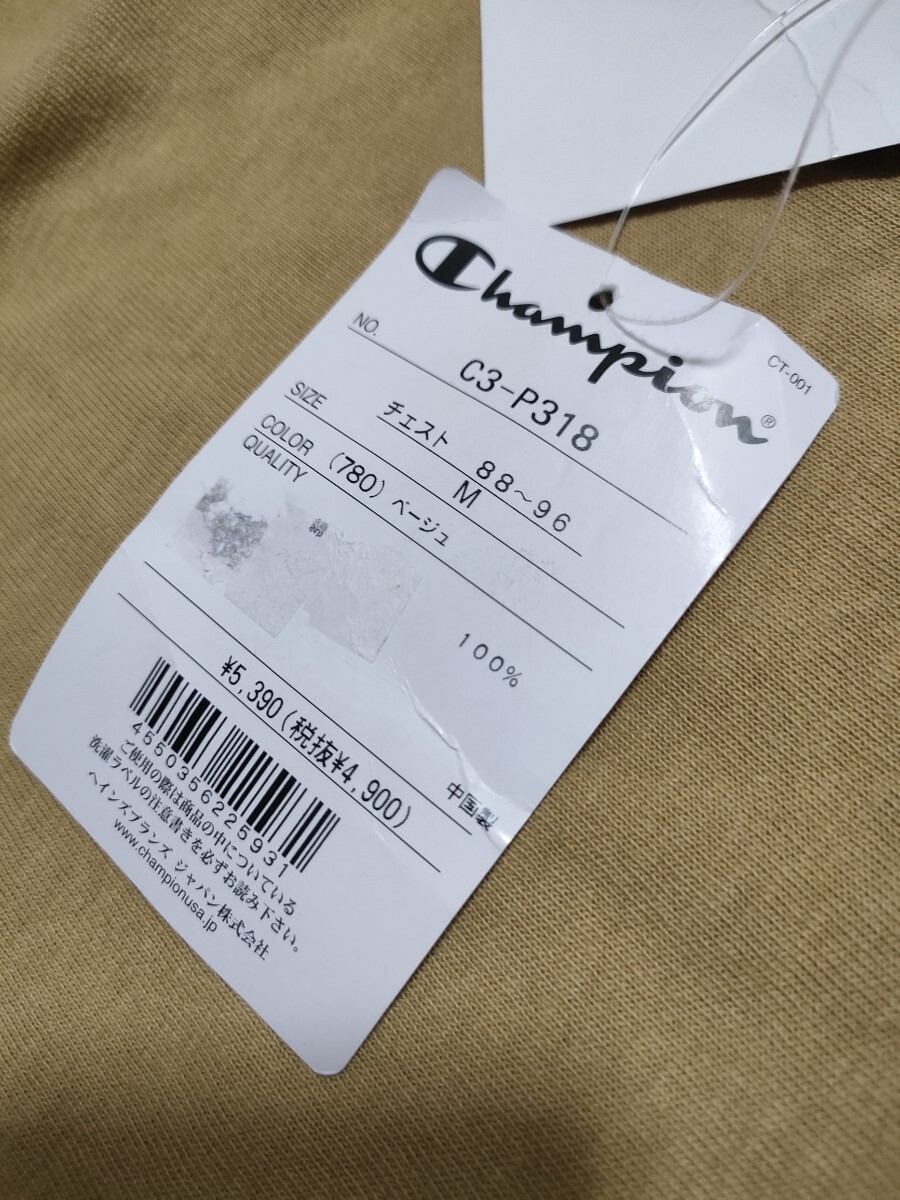 Champion®
CT-001
NO.
C3-P318
SIZE チェスト 88~96
M
COLOR (780) ベージュ
QUALITY
綿 100%
中国製
¥5,390(税抜¥4,900)
4550356225931
ご使用の際は商品の中についている
洗濯ラベルの注意書きを必ずお読み下さい。
ヘインズブランズ ジャパン株式会社
www.championusa.jp